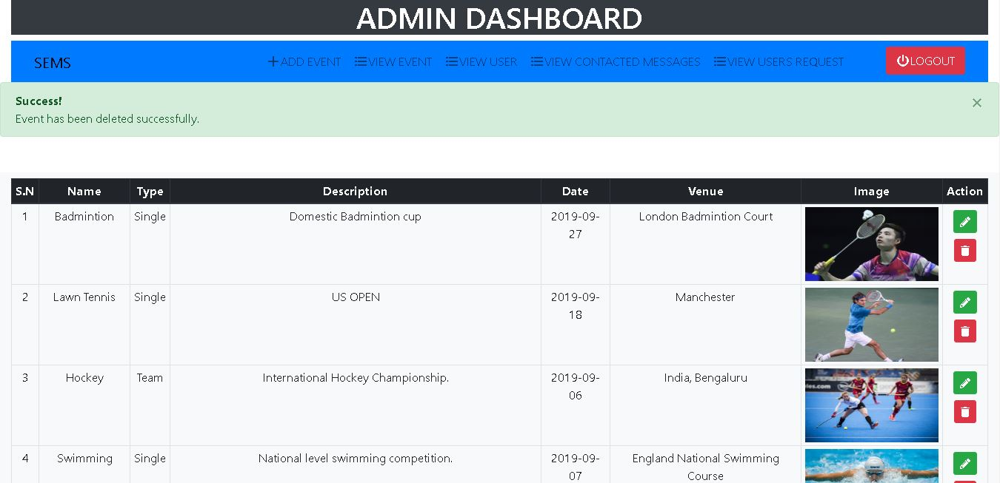 ADMIN DASHBOARD
SEMS
ADD EVENT
VIEW EVENT
VIEW USER
VIEW CONTACTED MESSAGES
VIEW USERS REQUEST
LOGOUT
Success!
×
Event has been deleted successfully.
S.N Name Type Description Date Venue Image Action
1 Badmintion Single Domestic Badmintion cup 2019-09- London Badmintion Court
27
2 Lawn Tennis Single US OPEN 2019-09- Manchester
18
3 Hockey Team International Hockey Championship. 2019-09- India, Bengaluru
06
les.com
4 Swimming Single National level swimming competition. 2019-09- England National Swimming
07 Course